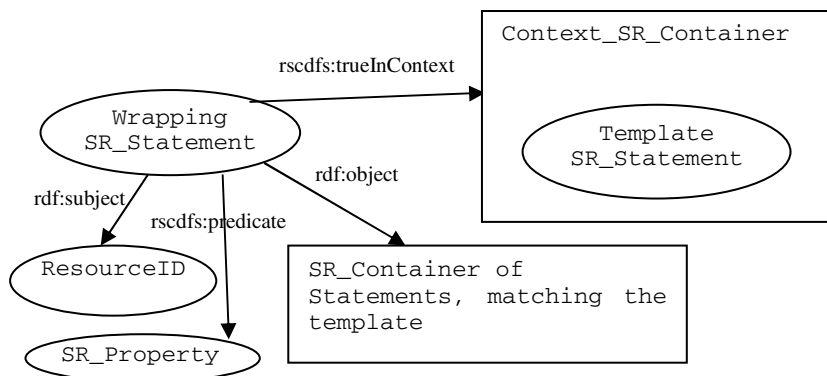 Context_SR_Container
rscdfs:trueInContext
Wrapping
SR_Statement
Template
SR_Statement
rdf:subject
rscdfs:predicate
rdf:object
ResourceID
SR_Container of
Statements, matching the
template
SR_Property